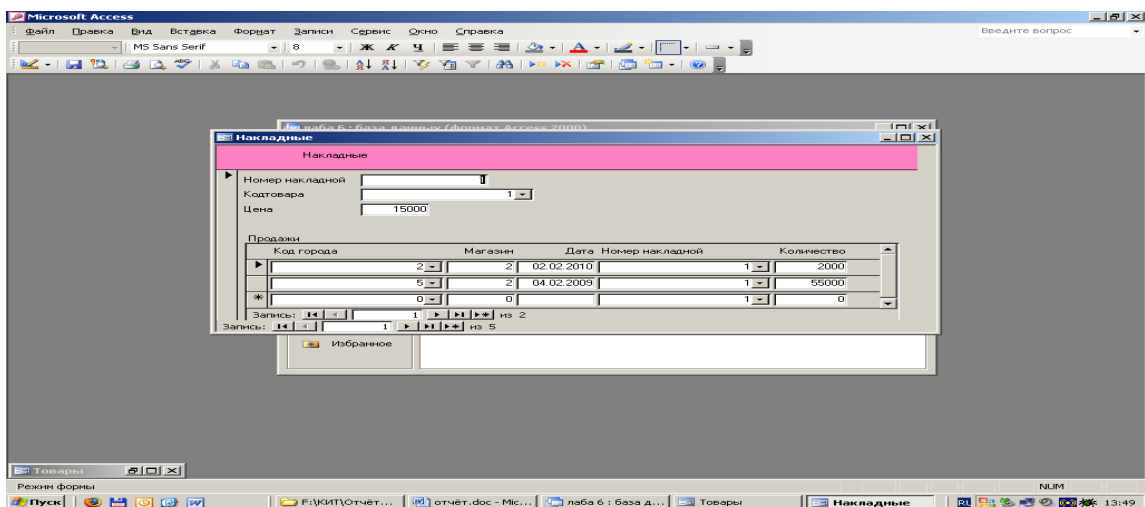 Microsoft Access
Файл Правка Вид Вставка Формат Записи Сервис Окно Справка Введите вопрос
MS Sans Serif 8 Ж К Ч
лаба 6 : база данных (формат Access 2000)
Накладные
Накладные
Номер накладной 1
Кодтовара 1
Цена 15000
Продажи
Код города Магазин Дата Номер накладной Количество
2 2 02.02.2010 1 2000
5 2 04.02.2009 1 55000
0 0 1 0
Запись: 1 из 2
Запись: 1 из 5
Избранное
Товары
Режим формы NUM
Пуск F:\КИТ\Отчёт... отчёт.doc - Mic... лаба 6 : база д... Товары Накладные RU 13:49